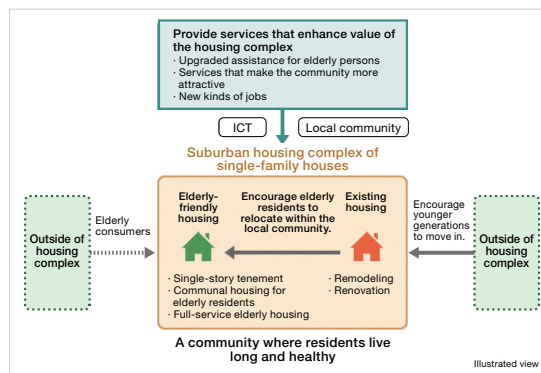 Provide services that enhance value of
the housing complex
· Upgraded assistance for elderly persons
· Services that make the community more
attractive
· New kinds of jobs
ICT
Local community
Suburban housing complex of
single-family houses
Outside of
housing
complex
Elderly
consumers
Elderly-
friendly
housing
Encourage elderly
residents to
relocate within the
local community.
Existing
housing
· Single-story tenement
· Communal housing for
elderly residents
· Full-service elderly housing
· Remodeling
· Renovation
Encourage
younger
generations
to move in.
Outside of
housing
complex
A community where residents live
long and healthy
Illustrated view